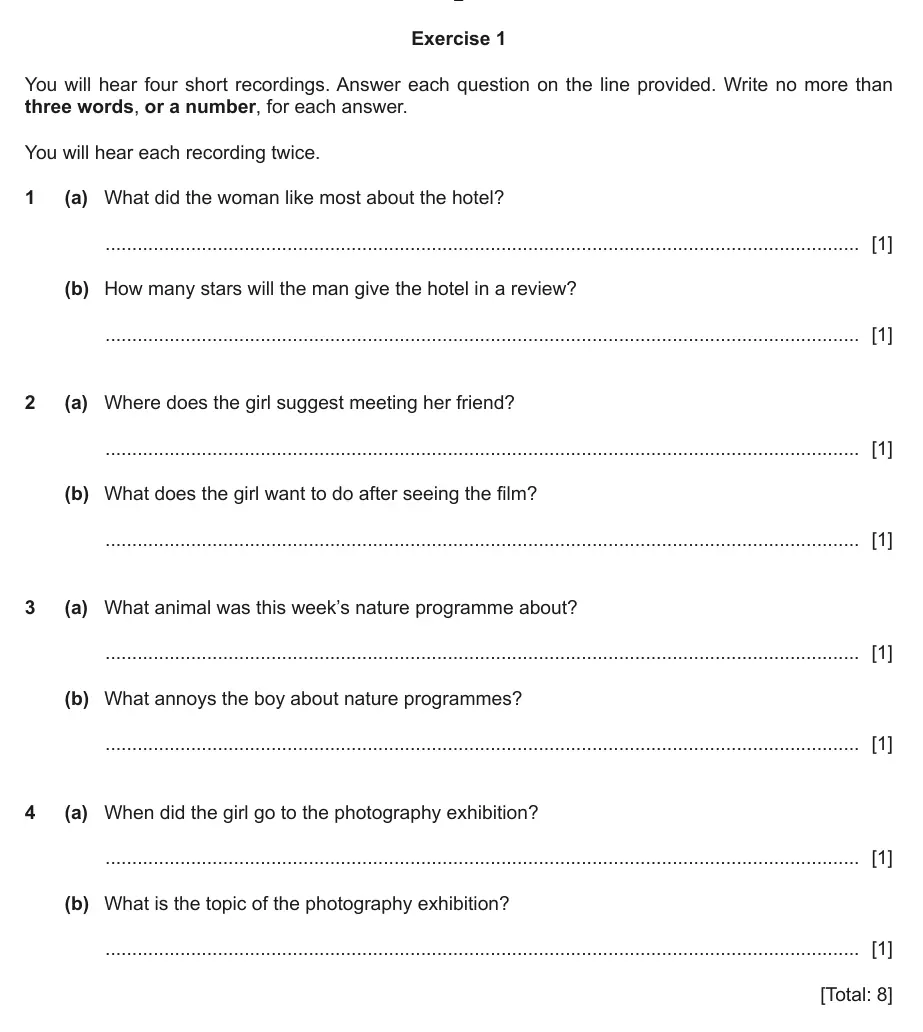 Exercise 1
You will hear four short recordings. Answer each question on the line provided. Write no more than
three words, or a number, for each answer.
You will hear each recording twice.
1 (a) What did the woman like most about the hotel?
.............................................................................................................................................. [1]
(b) How many stars will the man give the hotel in a review?
.............................................................................................................................................. [1]
2 (a) Where does the girl suggest meeting her friend?
.............................................................................................................................................. [1]
(b) What does the girl want to do after seeing the film?
.............................................................................................................................................. [1]
3 (a) What animal was this week’s nature programme about?
.............................................................................................................................................. [1]
(b) What annoys the boy about nature programmes?
.............................................................................................................................................. [1]
4 (a) When did the girl go to the photography exhibition?
.............................................................................................................................................. [1]
(b) What is the topic of the photography exhibition?
.............................................................................................................................................. [1]
[Total: 8]